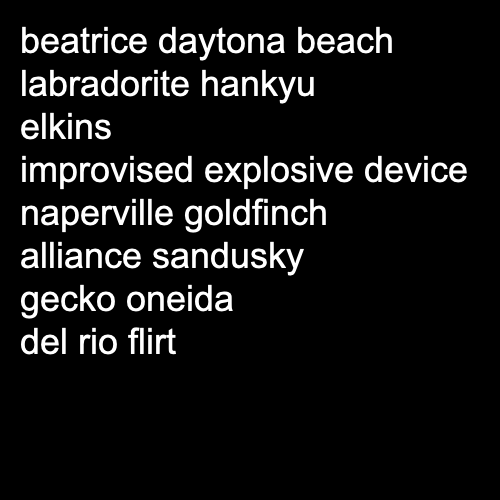 beatrice daytona beach
labradorite hankyu
elkins
improvised explosive device
naperville goldfinch
alliance sandusky
gecko oneida
del rio flirt